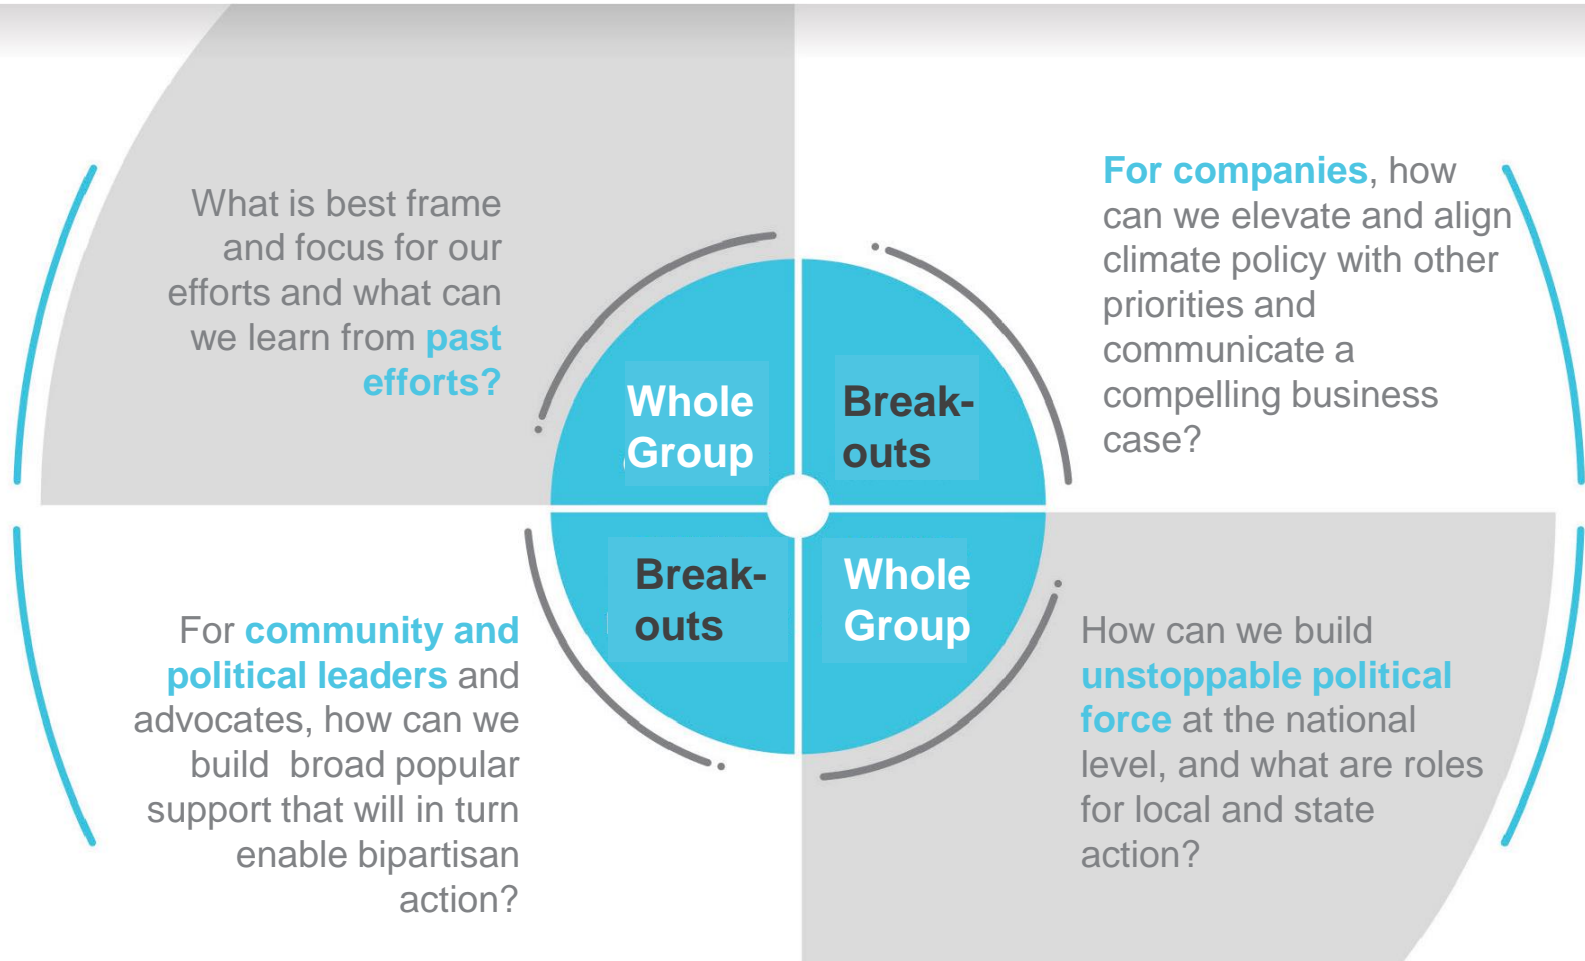 What is best frame
and focus for our
efforts and what can
we learn from past
efforts?
Whole
Group
Break-
outs
For companies, how
can we elevate and align
climate policy with other
priorities and
communicate a
compelling business
case?
For community and
political leaders and
advocates, how can we
build  broad popular
support that will in turn
enable bipartisan
action?
Break-
outs
Whole
Group
How can we build
unstoppable political
force at the national
level, and what are roles
for local and state
action?